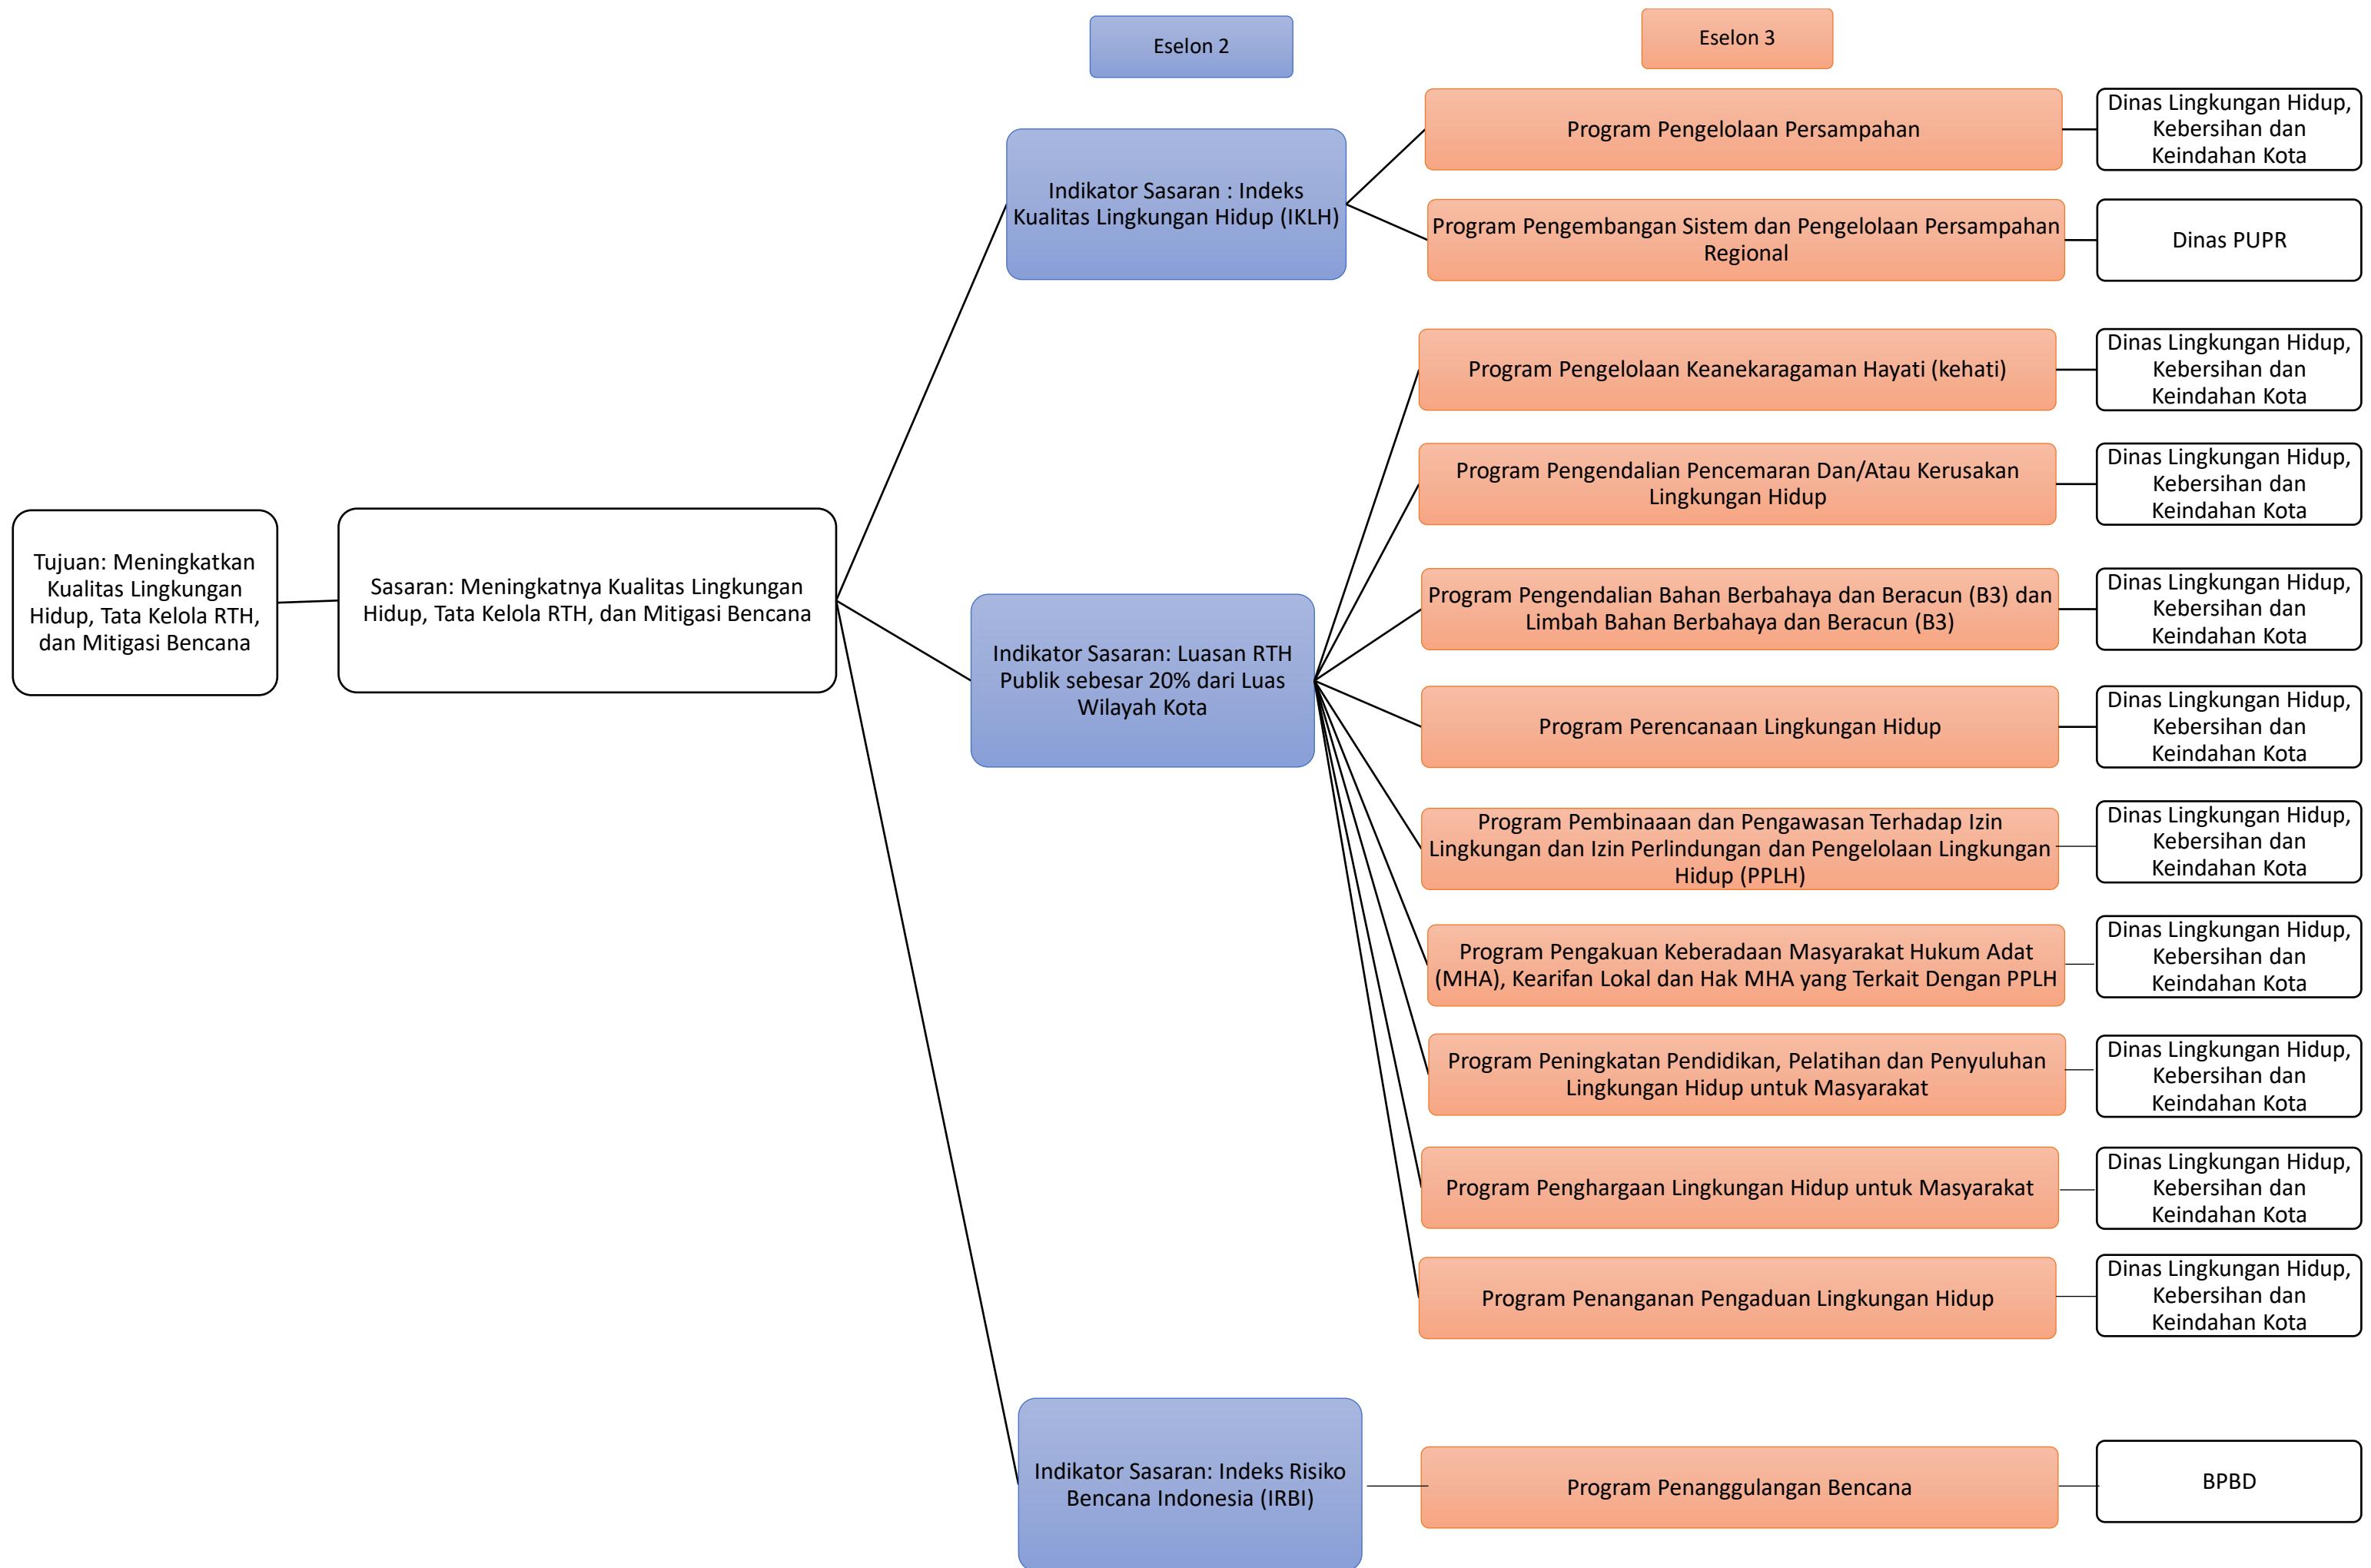 Eselon 2
Eselon 3
Tujuan: Meningkatkan
Kualitas Lingkungan
Hidup, Tata Kelola RTH,
dan Mitigasi Bencana
Sasaran: Meningkatnya Kualitas Lingkungan
Hidup, Tata Kelola RTH, dan Mitigasi Bencana
Indikator Sasaran : Indeks
Kualitas Lingkungan Hidup (IKLH)
Program Pengelolaan Persampahan
Dinas Lingkungan Hidup,
Kebersihan dan
Keindahan Kota
Program Pengembangan Sistem dan Pengelolaan Persampahan
Regional
Dinas PUPR
Indikator Sasaran: Luasan RTH
Publik sebesar 20% dari Luas
Wilayah Kota
Program Pengelolaan Keanekaragaman Hayati (kehati)
Dinas Lingkungan Hidup,
Kebersihan dan
Keindahan Kota
Program Pengendalian Pencemaran Dan/Atau Kerusakan
Lingkungan Hidup
Dinas Lingkungan Hidup,
Kebersihan dan
Keindahan Kota
Program Pengendalian Bahan Berbahaya dan Beracun (B3) dan
Limbah Bahan Berbahaya dan Beracun (B3)
Dinas Lingkungan Hidup,
Kebersihan dan
Keindahan Kota
Program Perencanaan Lingkungan Hidup
Dinas Lingkungan Hidup,
Kebersihan dan
Keindahan Kota
Program Pembinaaan dan Pengawasan Terhadap Izin
Lingkungan dan Izin Perlindungan dan Pengelolaan Lingkungan
Hidup (PPLH)
Dinas Lingkungan Hidup,
Kebersihan dan
Keindahan Kota
Program Pengakuan Keberadaan Masyarakat Hukum Adat
(MHA), Kearifan Lokal dan Hak MHA yang Terkait Dengan PPLH
Dinas Lingkungan Hidup,
Kebersihan dan
Keindahan Kota
Program Peningkatan Pendidikan, Pelatihan dan Penyuluhan
Lingkungan Hidup untuk Masyarakat
Dinas Lingkungan Hidup,
Kebersihan dan
Keindahan Kota
Program Penghargaan Lingkungan Hidup untuk Masyarakat
Dinas Lingkungan Hidup,
Kebersihan dan
Keindahan Kota
Program Penanganan Pengaduan Lingkungan Hidup
Dinas Lingkungan Hidup,
Kebersihan dan
Keindahan Kota
Indikator Sasaran: Indeks Risiko
Bencana Indonesia (IRBI)
Program Penanggulangan Bencana
BPBD